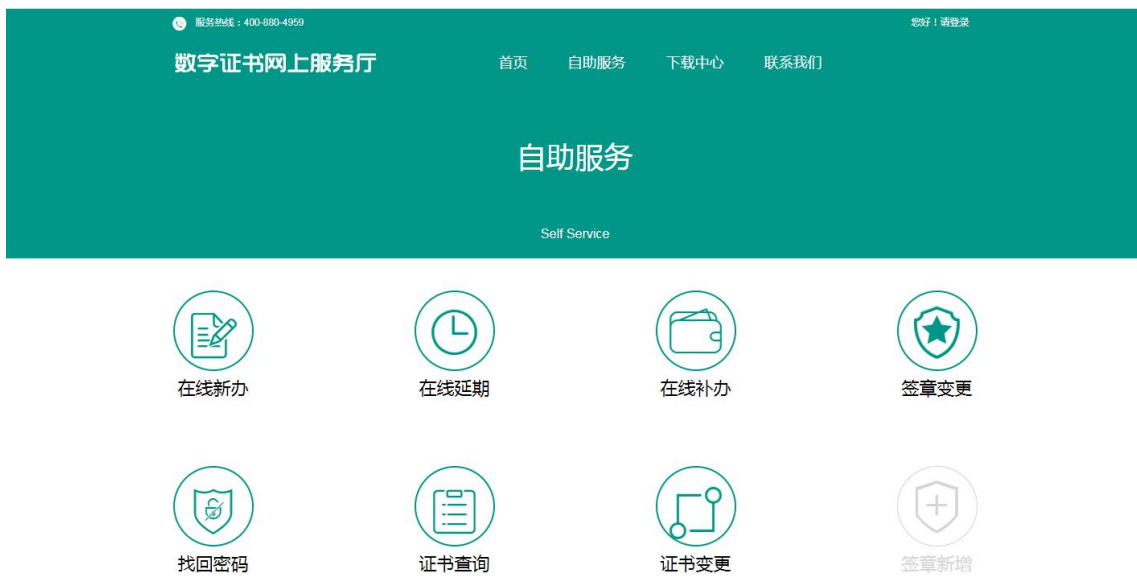 服务热线：400-880-4959
您好！请登录
数字证书网上服务厅
首页 自助服务 下载中心 联系我们
自助服务
Self Service
在线新办 在线延期 在线补办 签章变更
找回密码 证书查询 证书变更 签章新增